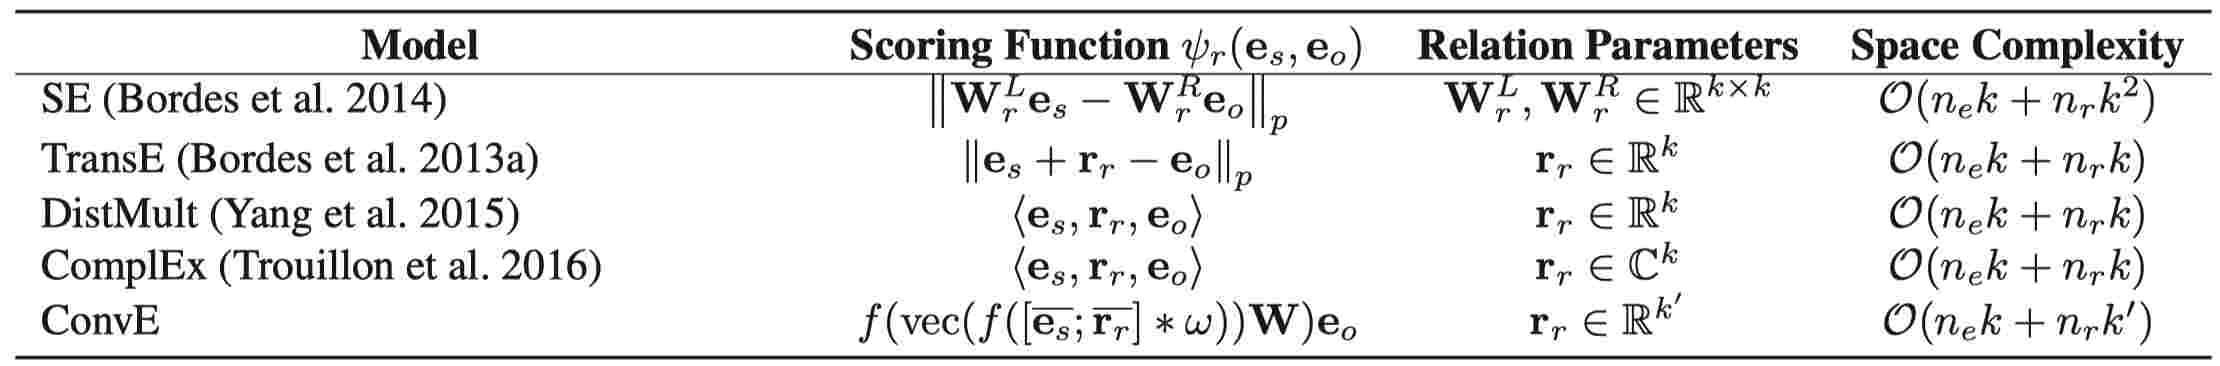 Model Scoring Function ψ_r(e_s, e_o) Relation Parameters Space Complexity
SE (Bordes et al. 2014) ‖W_r^L e_s − W_r^R e_o‖_p W_r^L, W_r^R ∈ ℝ^{k×k} 𝒪(n_e k + n_r k^2)
TransE (Bordes et al. 2013a) ‖e_s + r_r − e_o‖_p r_r ∈ ℝ^k 𝒪(n_e k + n_r k)
DistMult (Yang et al. 2015) ⟨e_s, r_r, e_o⟩ r_r ∈ ℝ^k 𝒪(n_e k + n_r k)
ComplEx (Trouillon et al. 2016) ⟨e_s, r_r, e_o⟩ r_r ∈ ℂ^k 𝒪(n_e k + n_r k)
ConvE f(vec(f([\overline{e_s}; \overline{r_r}] ∗ ω))W)e_o r_r ∈ ℝ^{k′} 𝒪(n_e k + n_r k′)